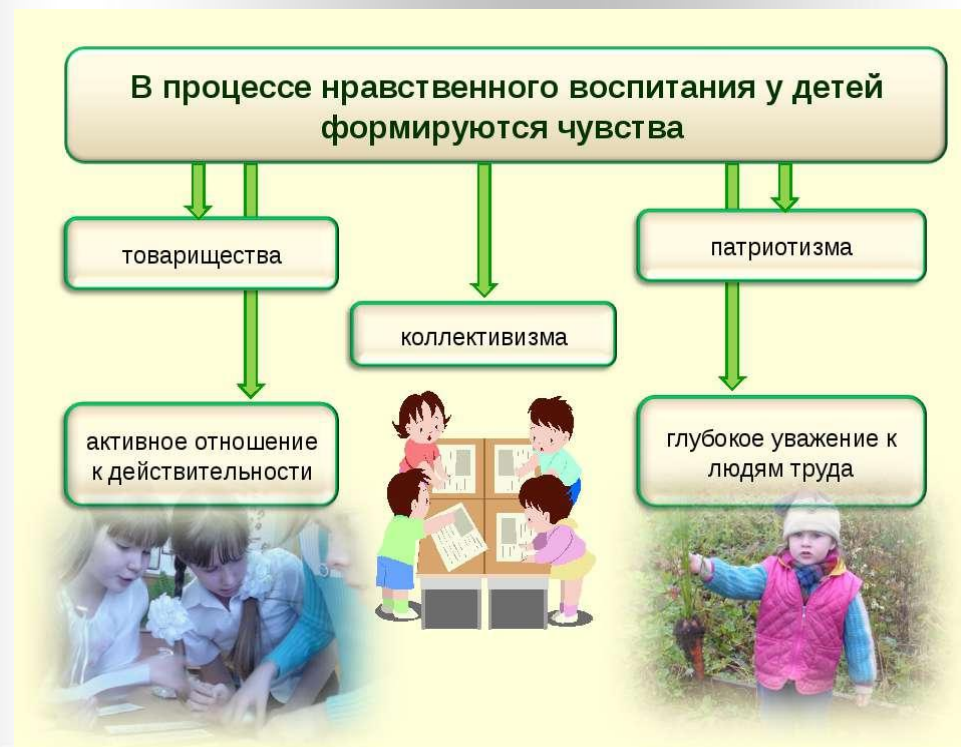 В процессе нравственного воспитания у детей
формируются чувства
товарищества
патриотизма
коллективизма
активное отношение
к действительности
глубокое уважение к
людям труда